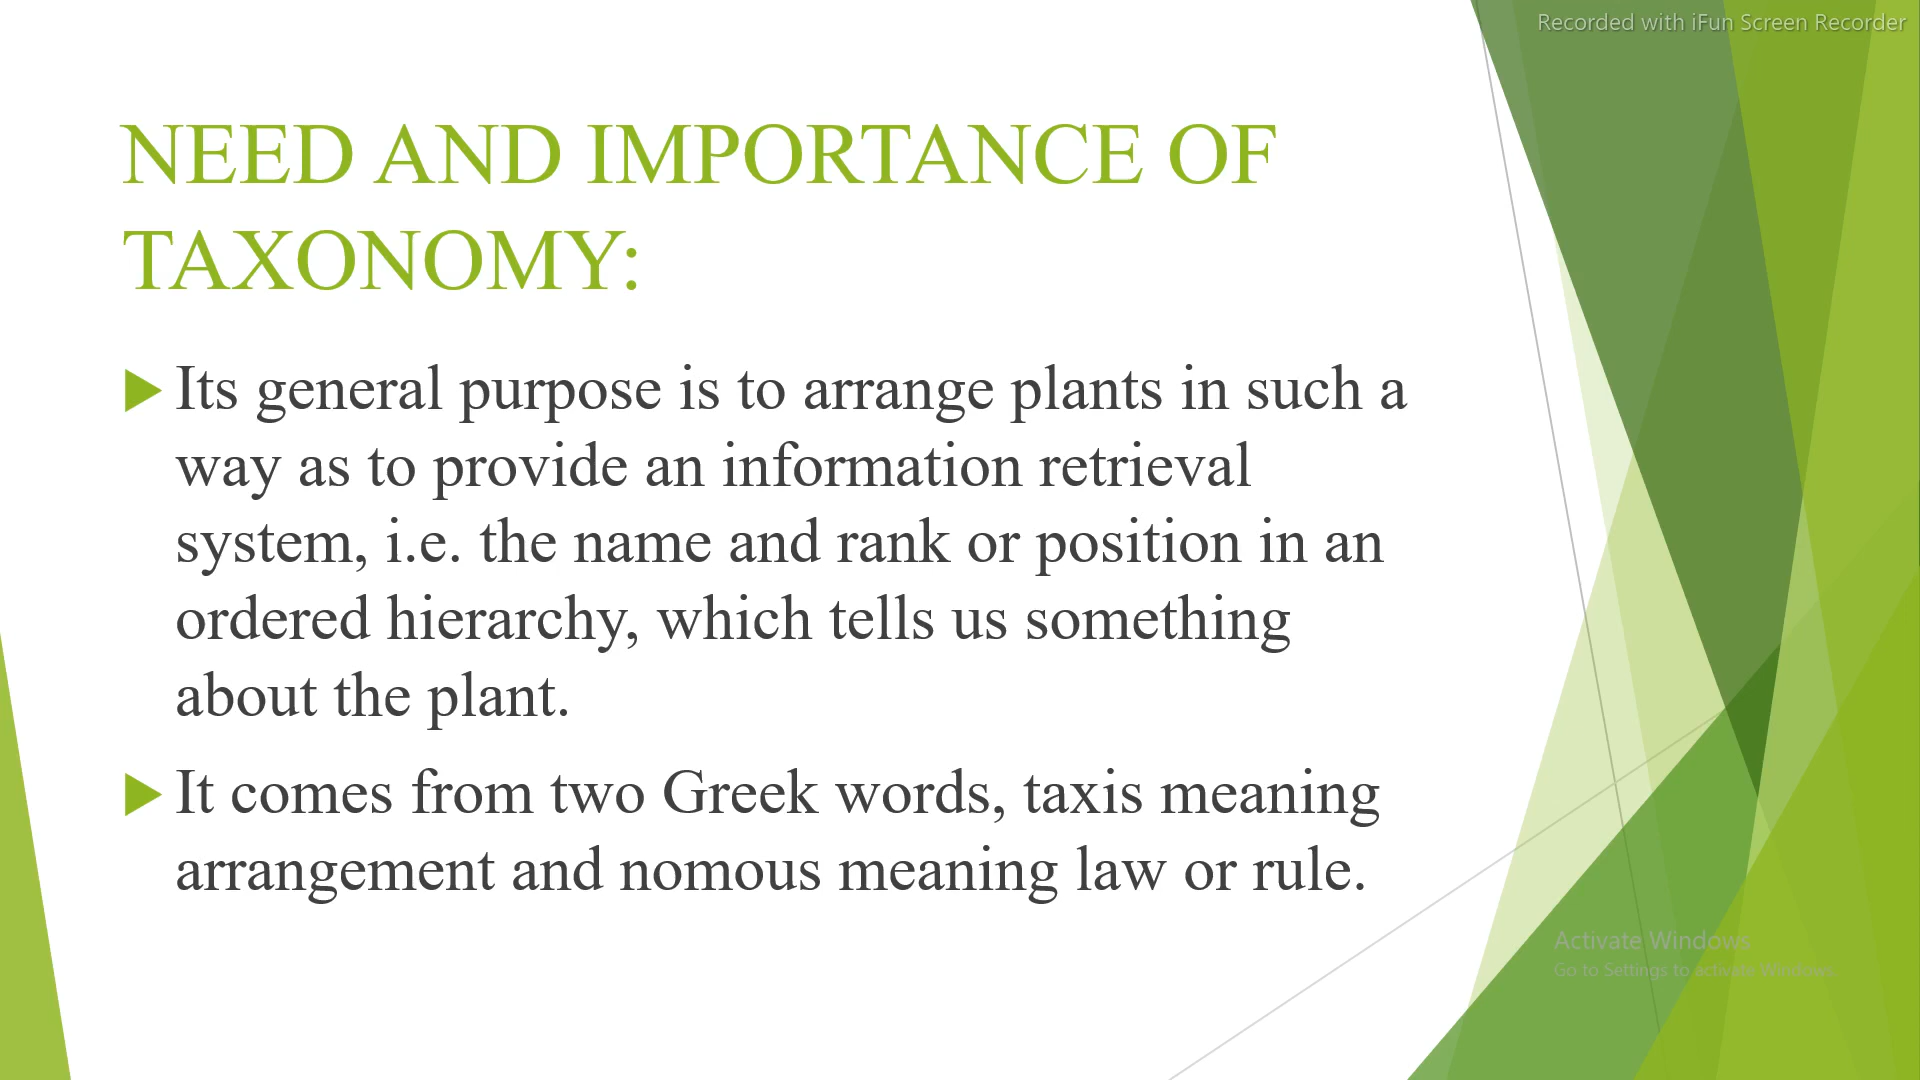 Recorded with iFun Screen Recorder
NEED AND IMPORTANCE OF
TAXONOMY:
Its general purpose is to arrange plants in such a
way as to provide an information retrieval
system, i.e. the name and rank or position in an
ordered hierarchy, which tells us something
about the plant.
It comes from two Greek words, taxis meaning
arrangement and nomous meaning law or rule.
Activate Windows
Go to Settings to activate Windows.